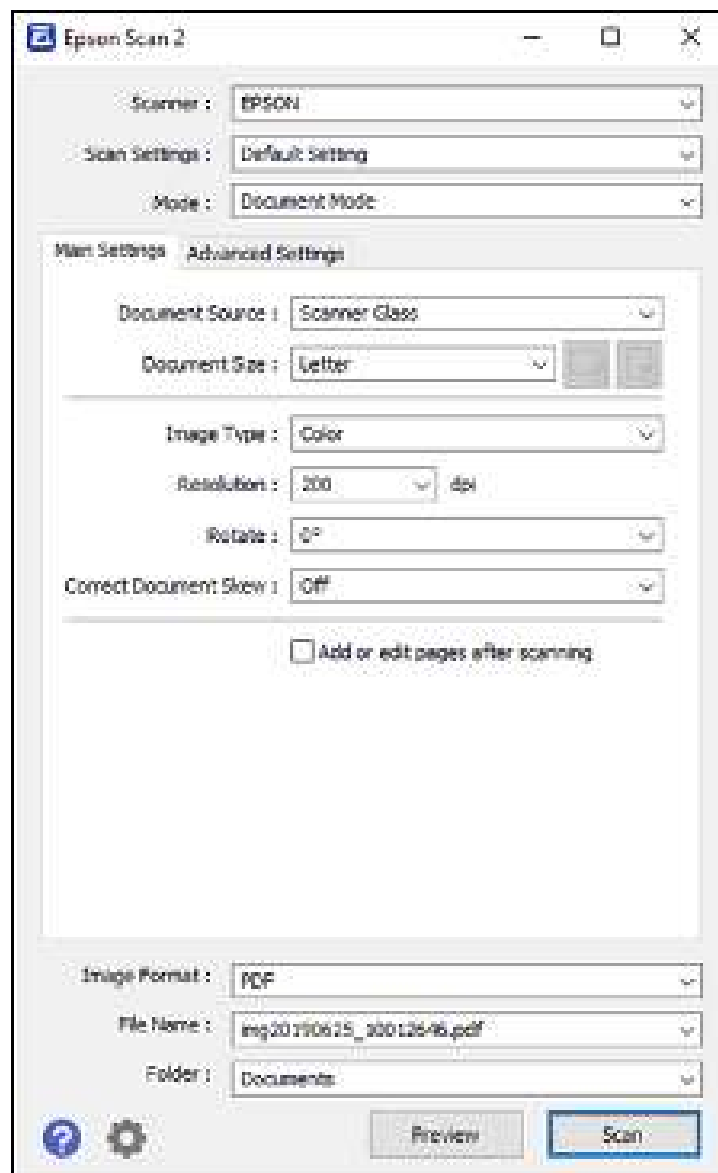 Epson Scan 2
Scanner : EPSON
Scan Settings : Default Setting
Mode : Document Mode
Main Settings Advanced Settings
Document Source : Scanner Glass
Document Size : Letter
Image Type : Color
Resolution : 200 dpi
Rotate : 0°
Correct Document Skew : Off
Add or edit pages after scanning
Image Format : PDF
File Name : img20190625_10012646.pdf
Folder : Documents
Preview Scan